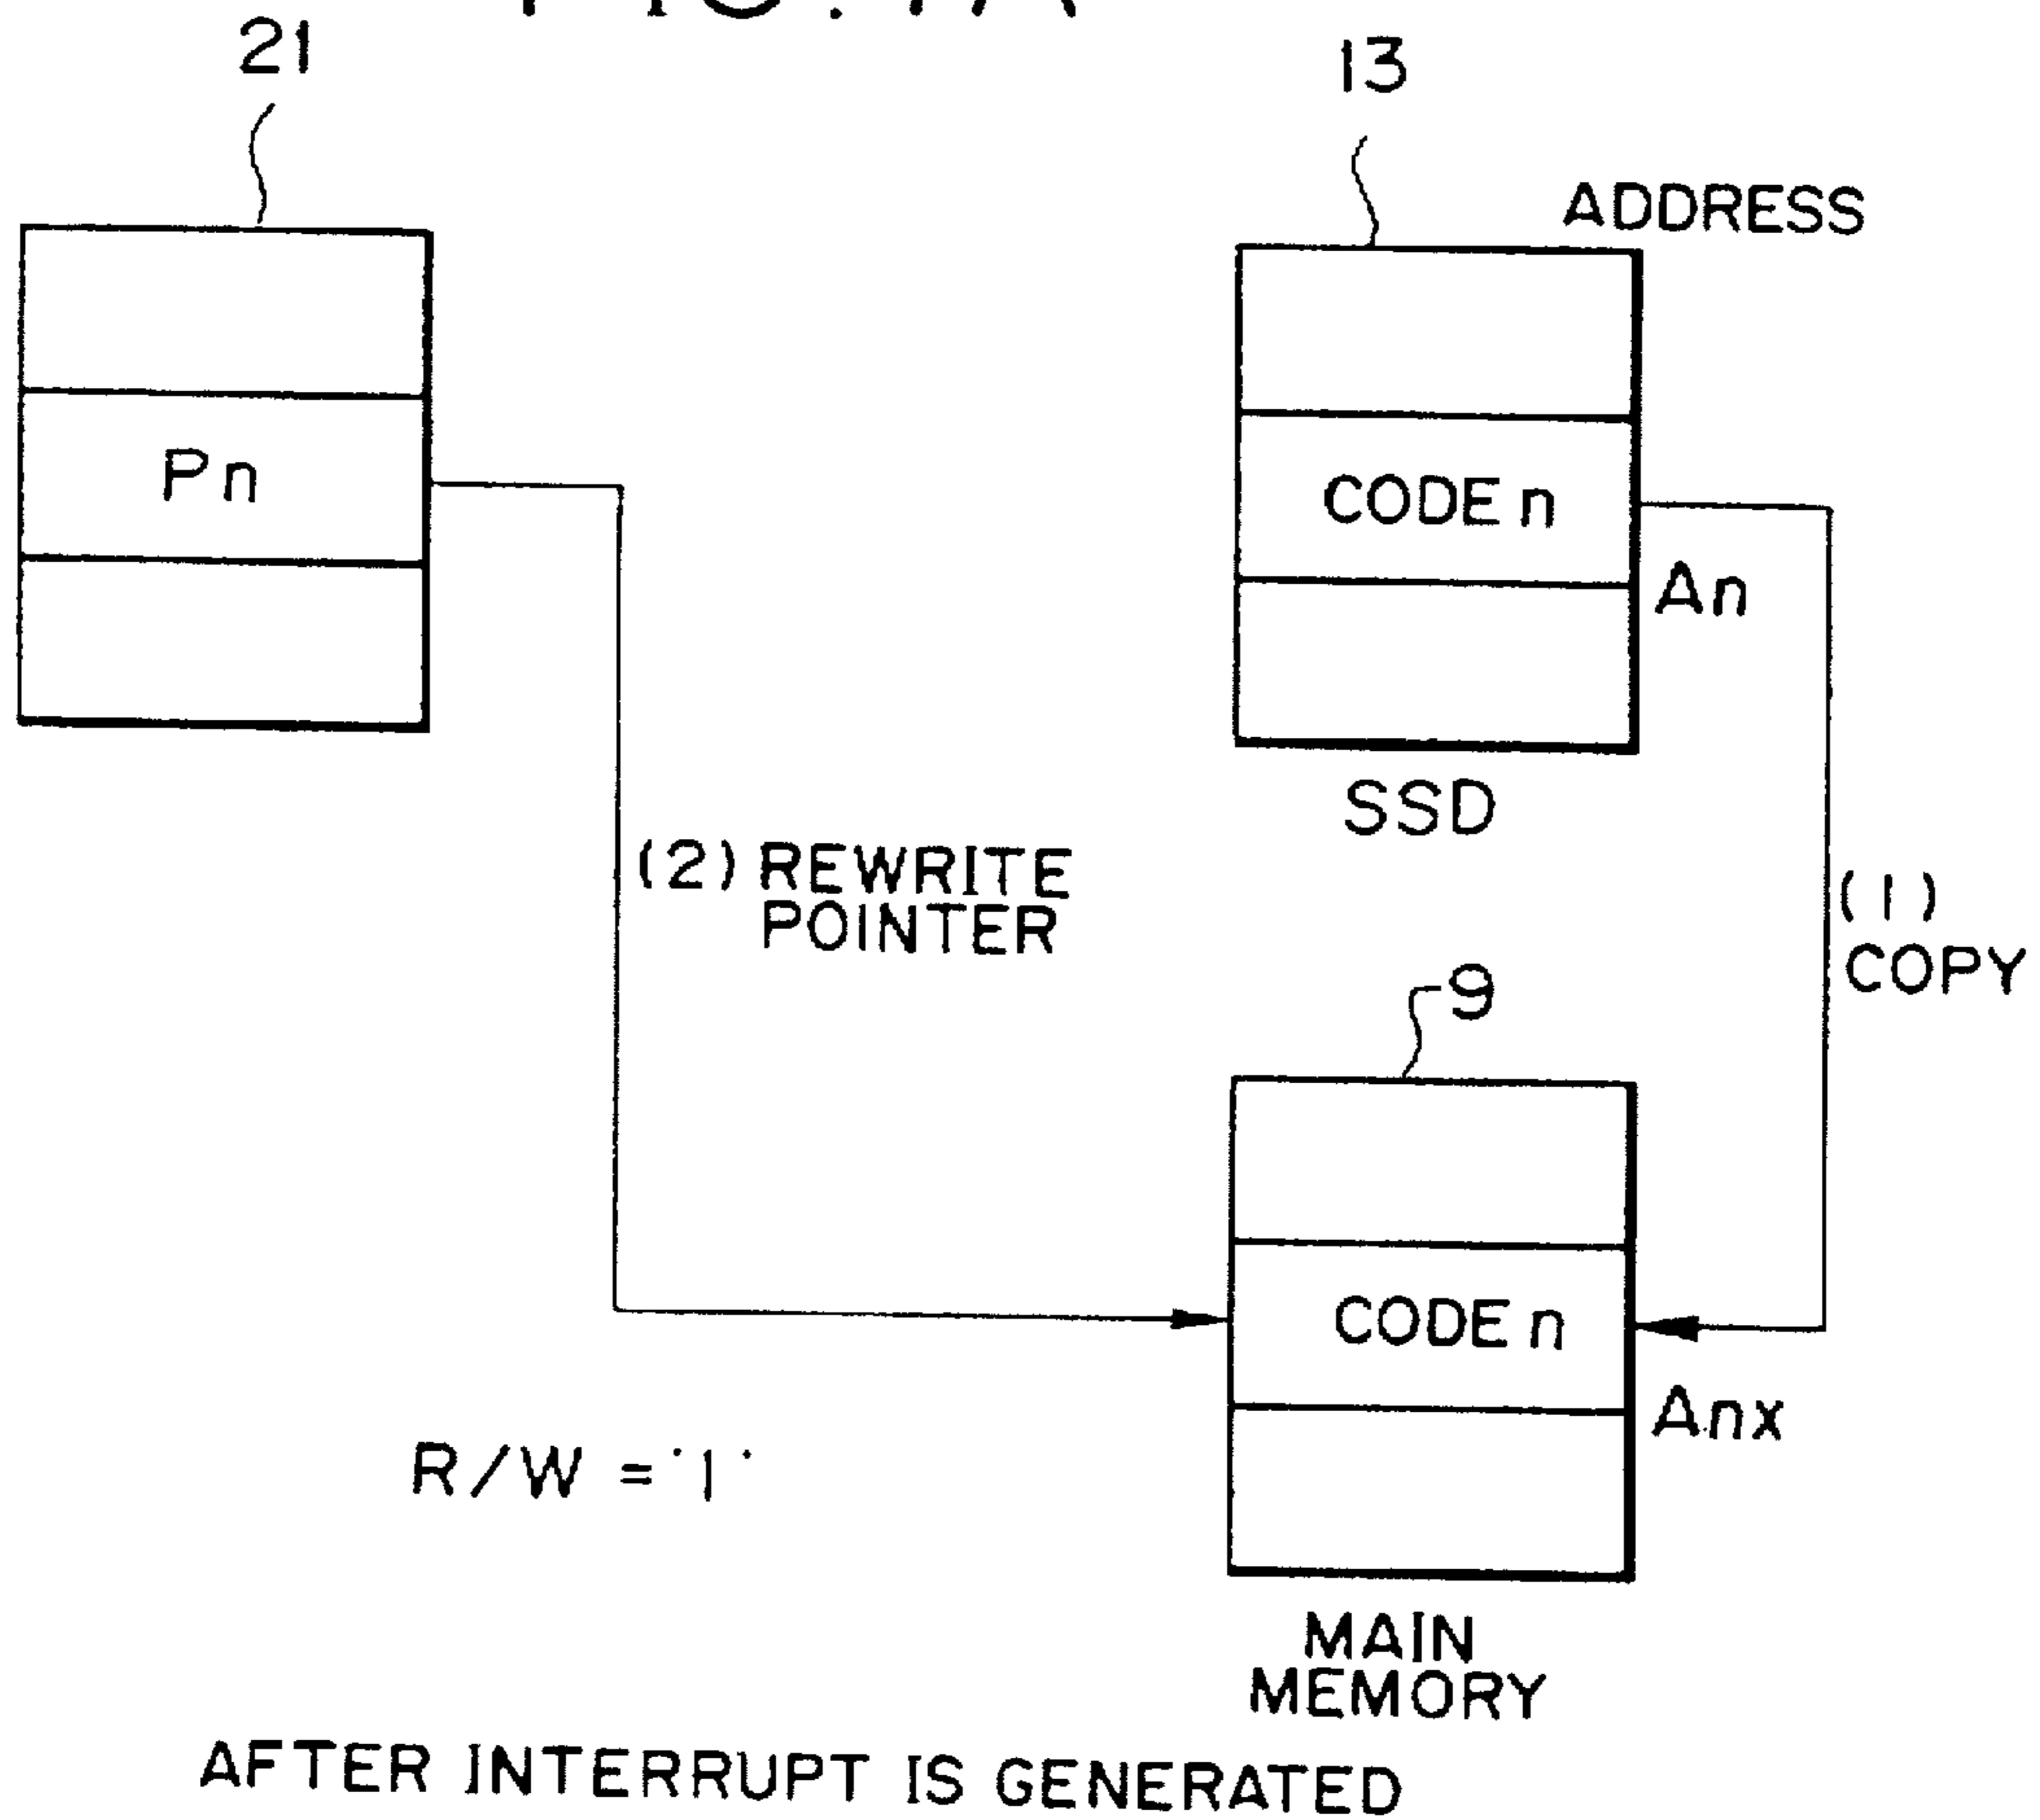 21
13
ADDRESS
Pn
CODE n
An
SSD
(2) REWRITE
POINTER
(1)
COPY
9
CODE n
Anx
R/W = '1'
MAIN
MEMORY
AFTER INTERRUPT IS GENERATED